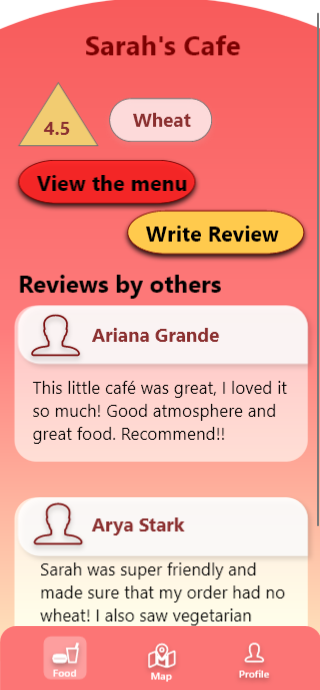 Sarah's Cafe
4.5
Wheat
View the menu
Write Review
Reviews by others
Ariana Grande
This little café was great, I loved it
so much! Good atmosphere and
great food. Recommend!!
Arya Stark
Sarah was super friendly and
made sure that my order had no
wheat! I also saw vegetarian
Food
Map
Profile